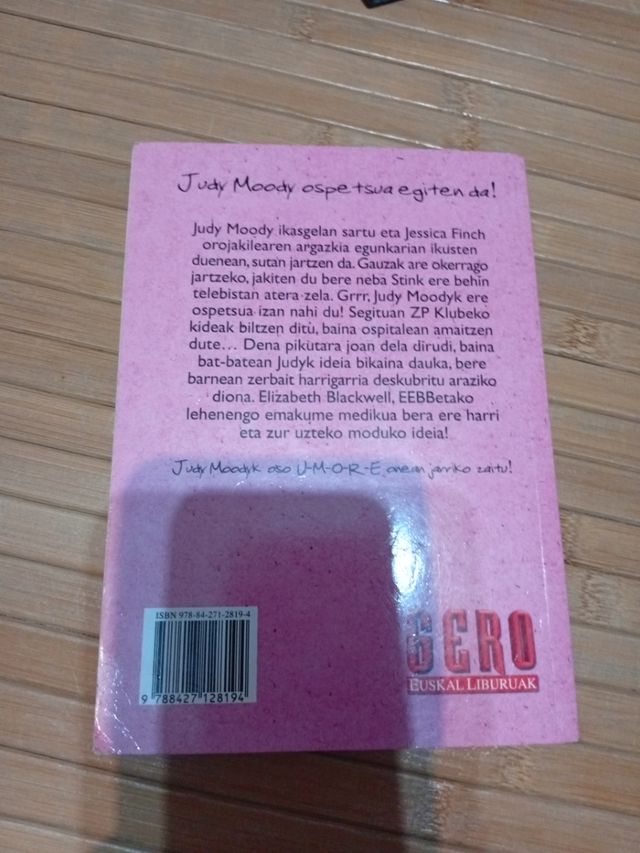 Judy Moody ospetsua egiten da!
Judy Moody ikasgelan sartu eta Jessica Finch
orojakilearen argazkia egunkarian ikusten
duenean, sutan jartzen da. Gauzak are okerrago
jartzeko, jakiten du bere neba Stink ere behin
telebistan atera zela. Grrr, Judy Moodyk ere
ospetsua izan nahi du! Segituan ZP Klubeko
kideak biltzen ditu, baina ospitalean amaitzen
dute... Dena pikutara joan dela dirudi, baina
bat-batean Judyk ideia bikaina dauka, bere
barnean zerbait harrigarria deskubritu araziko
diona. Elizabeth Blackwell, EEBBetako
lehenengo emakume medikua bera ere harri
eta zur uzteko moduko ideia!
Judy Moodyk oso U-M-O-R-E onean jarriko zaitu!
ISBN 978-84-271-2819-4
9 788427 128194
GERO
EUSKAL LIBURUAK